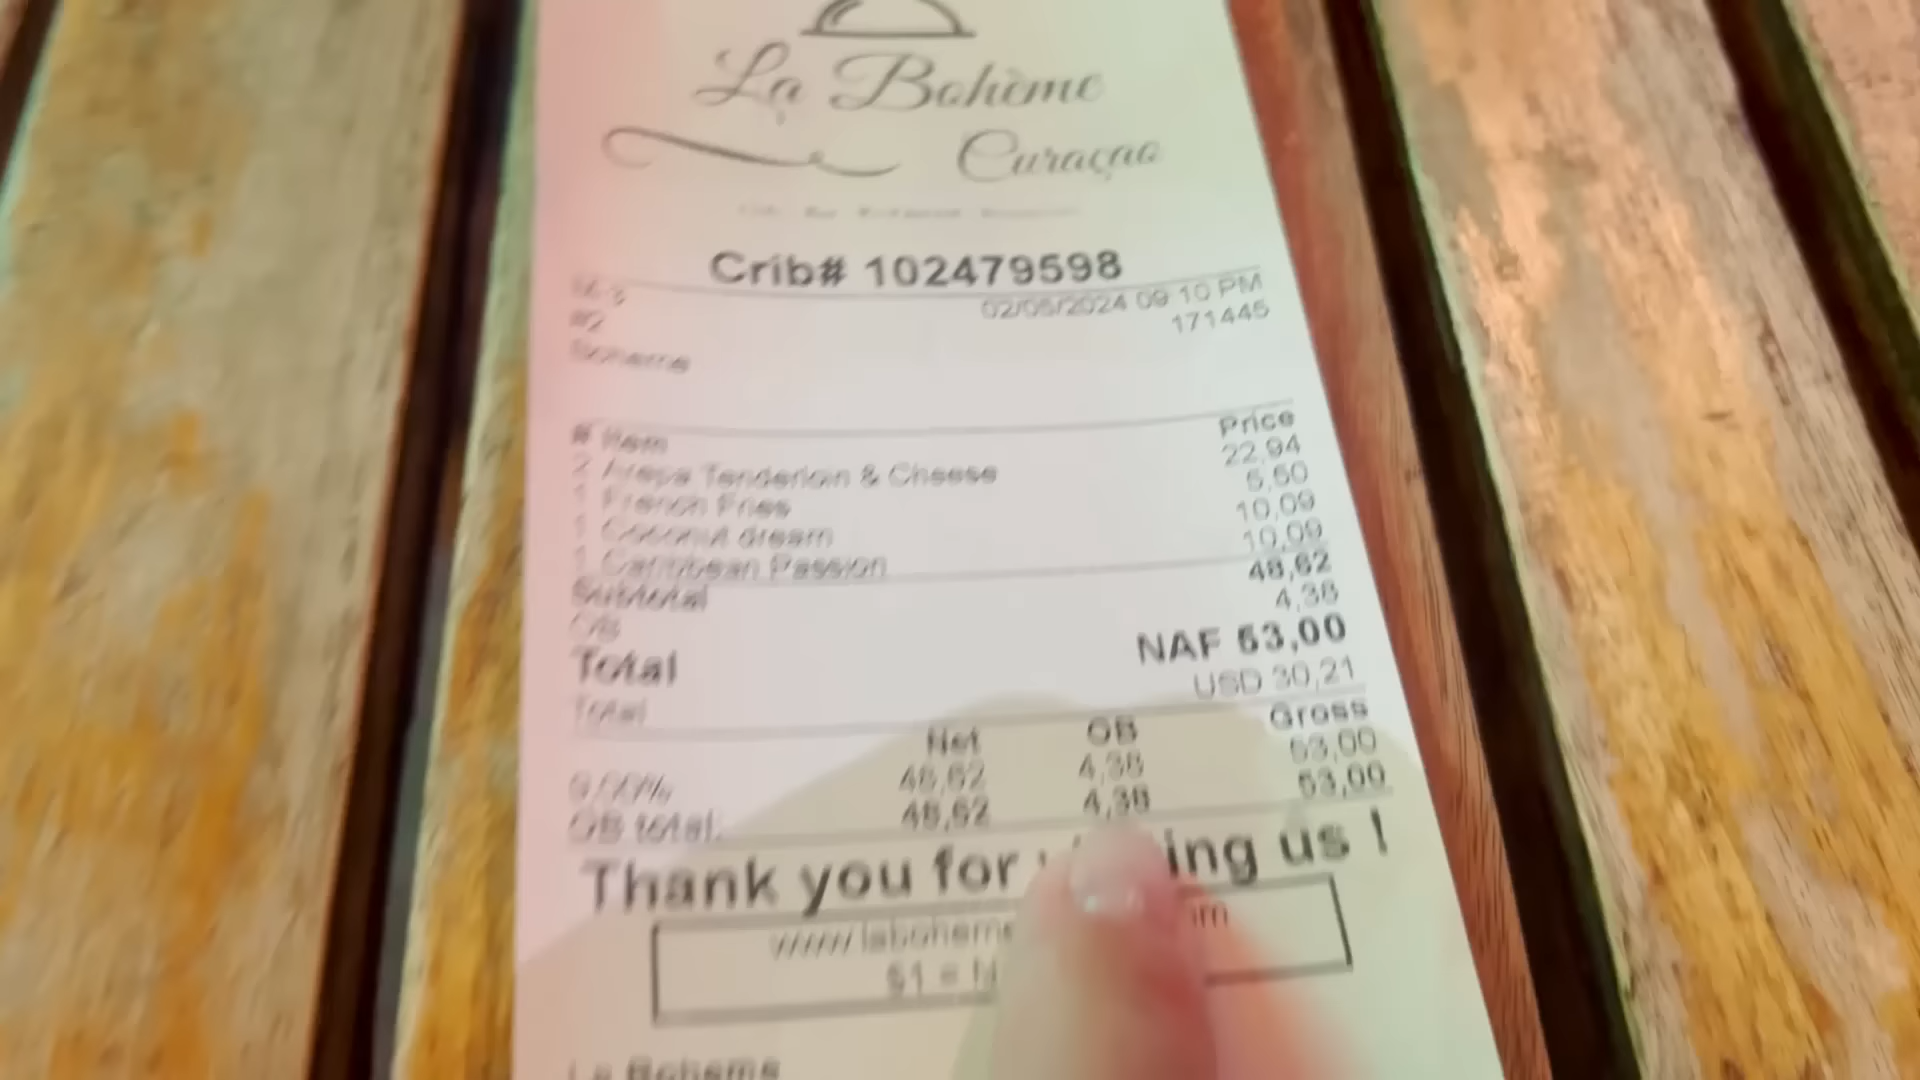 La Bohème
Curaçao
Crib# 102479598
02/05/2024 09:10 PM
#2 171445
Boheme
# Item Price
2 Arepa Tenderloin & Cheese 22,94
1 French Fries 5,50
1 Coconut dream 10,09
1 Carribbean Passion 10,09
Subtotal 48,62
OB 4,38
Total NAF 53,00
Total USD 30,21
Net OB Gross
9,00% 48,62 4,38 53,00
OB total: 48,62 4,38 53,00
Thank you for ing us !
$1 =
La Boheme